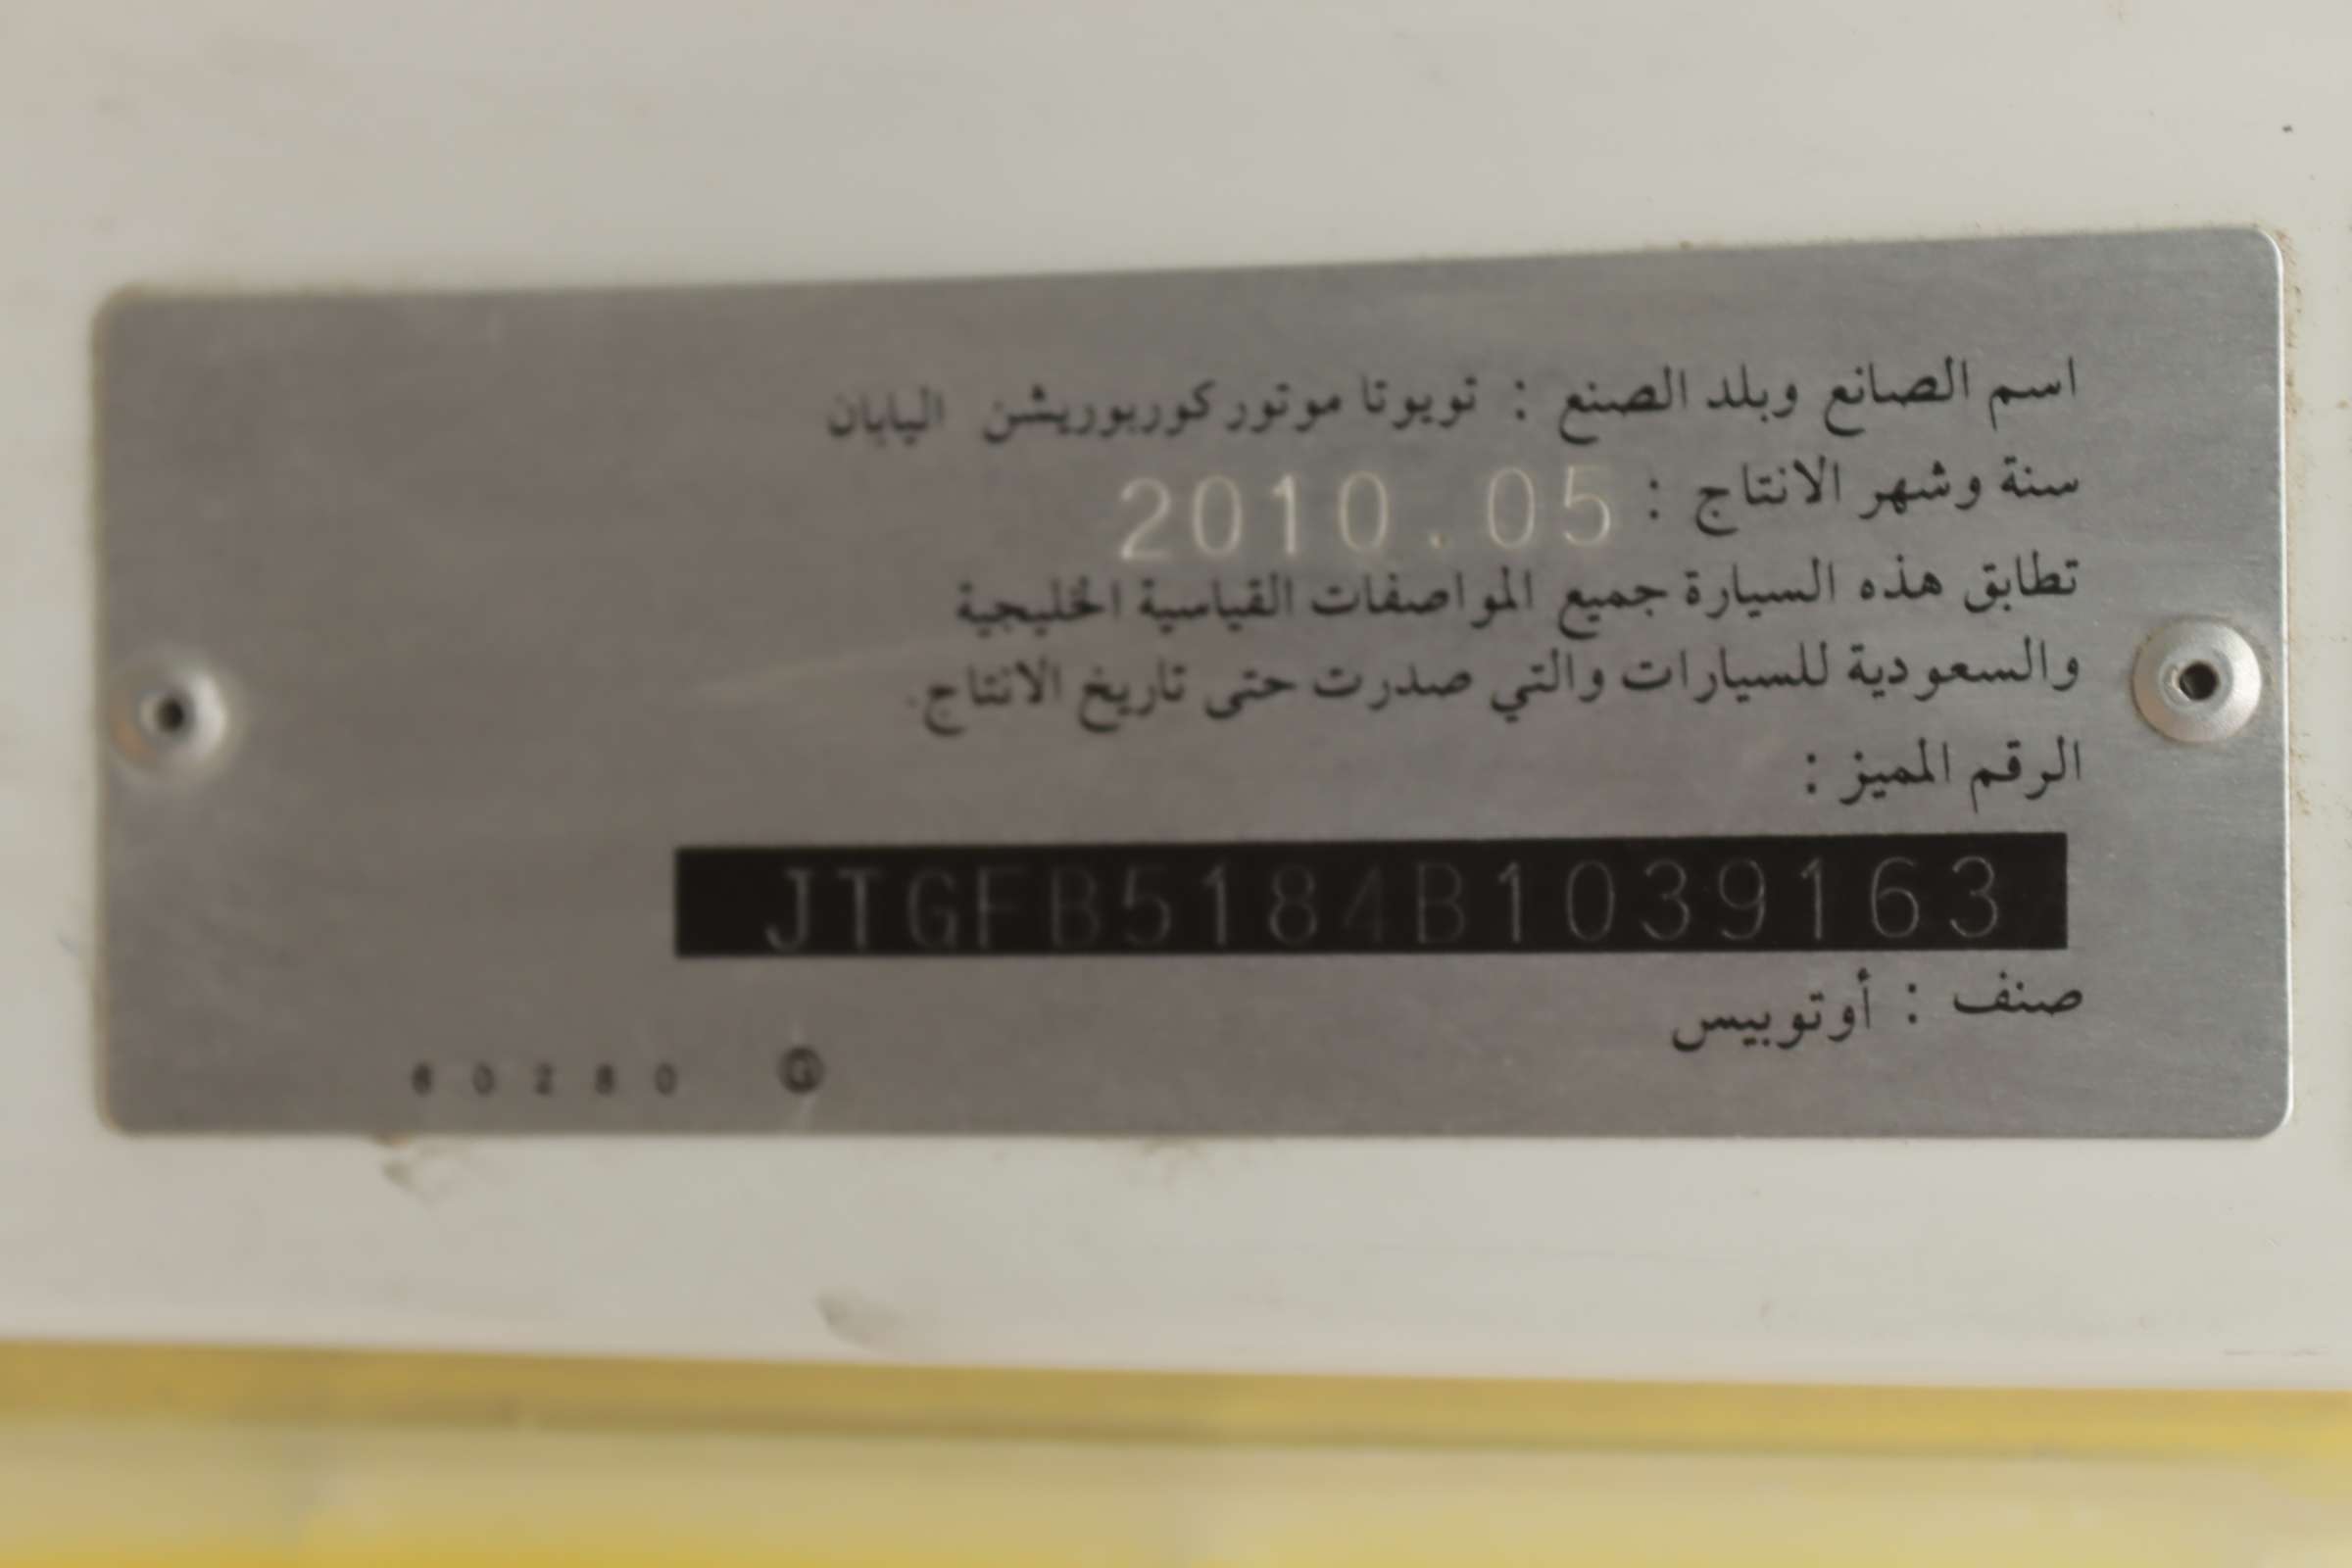 اسم الصانع وبلد الصنع : تويوتا موتور كوربوريشن اليابان
سنة وشهر الانتاج : 2010.05
تطابق هذه السيارة جميع المواصفات القياسية الخليجية
والسعودية للسيارات والتي صدرت حتى تاريخ الانتاج.
الرقم المميز :
JTGFB5184B1039163
صنف : أوتوبيس
60280 G